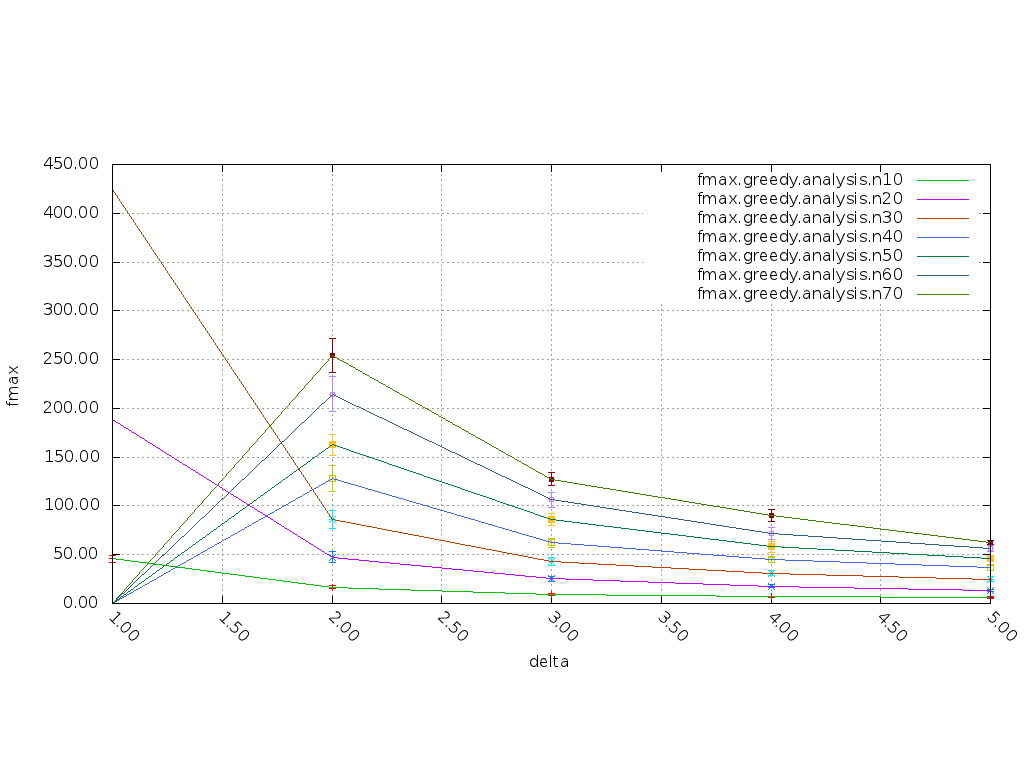 450.00
400.00
350.00
300.00
250.00
200.00
150.00
100.00
50.00
0.00
fmax
fmax.greedy.analysis.n10
fmax.greedy.analysis.n20
fmax.greedy.analysis.n30
fmax.greedy.analysis.n40
fmax.greedy.analysis.n50
fmax.greedy.analysis.n60
fmax.greedy.analysis.n70
1.00
1.50
2.00
2.50
3.00
3.50
4.00
4.50
5.00
delta